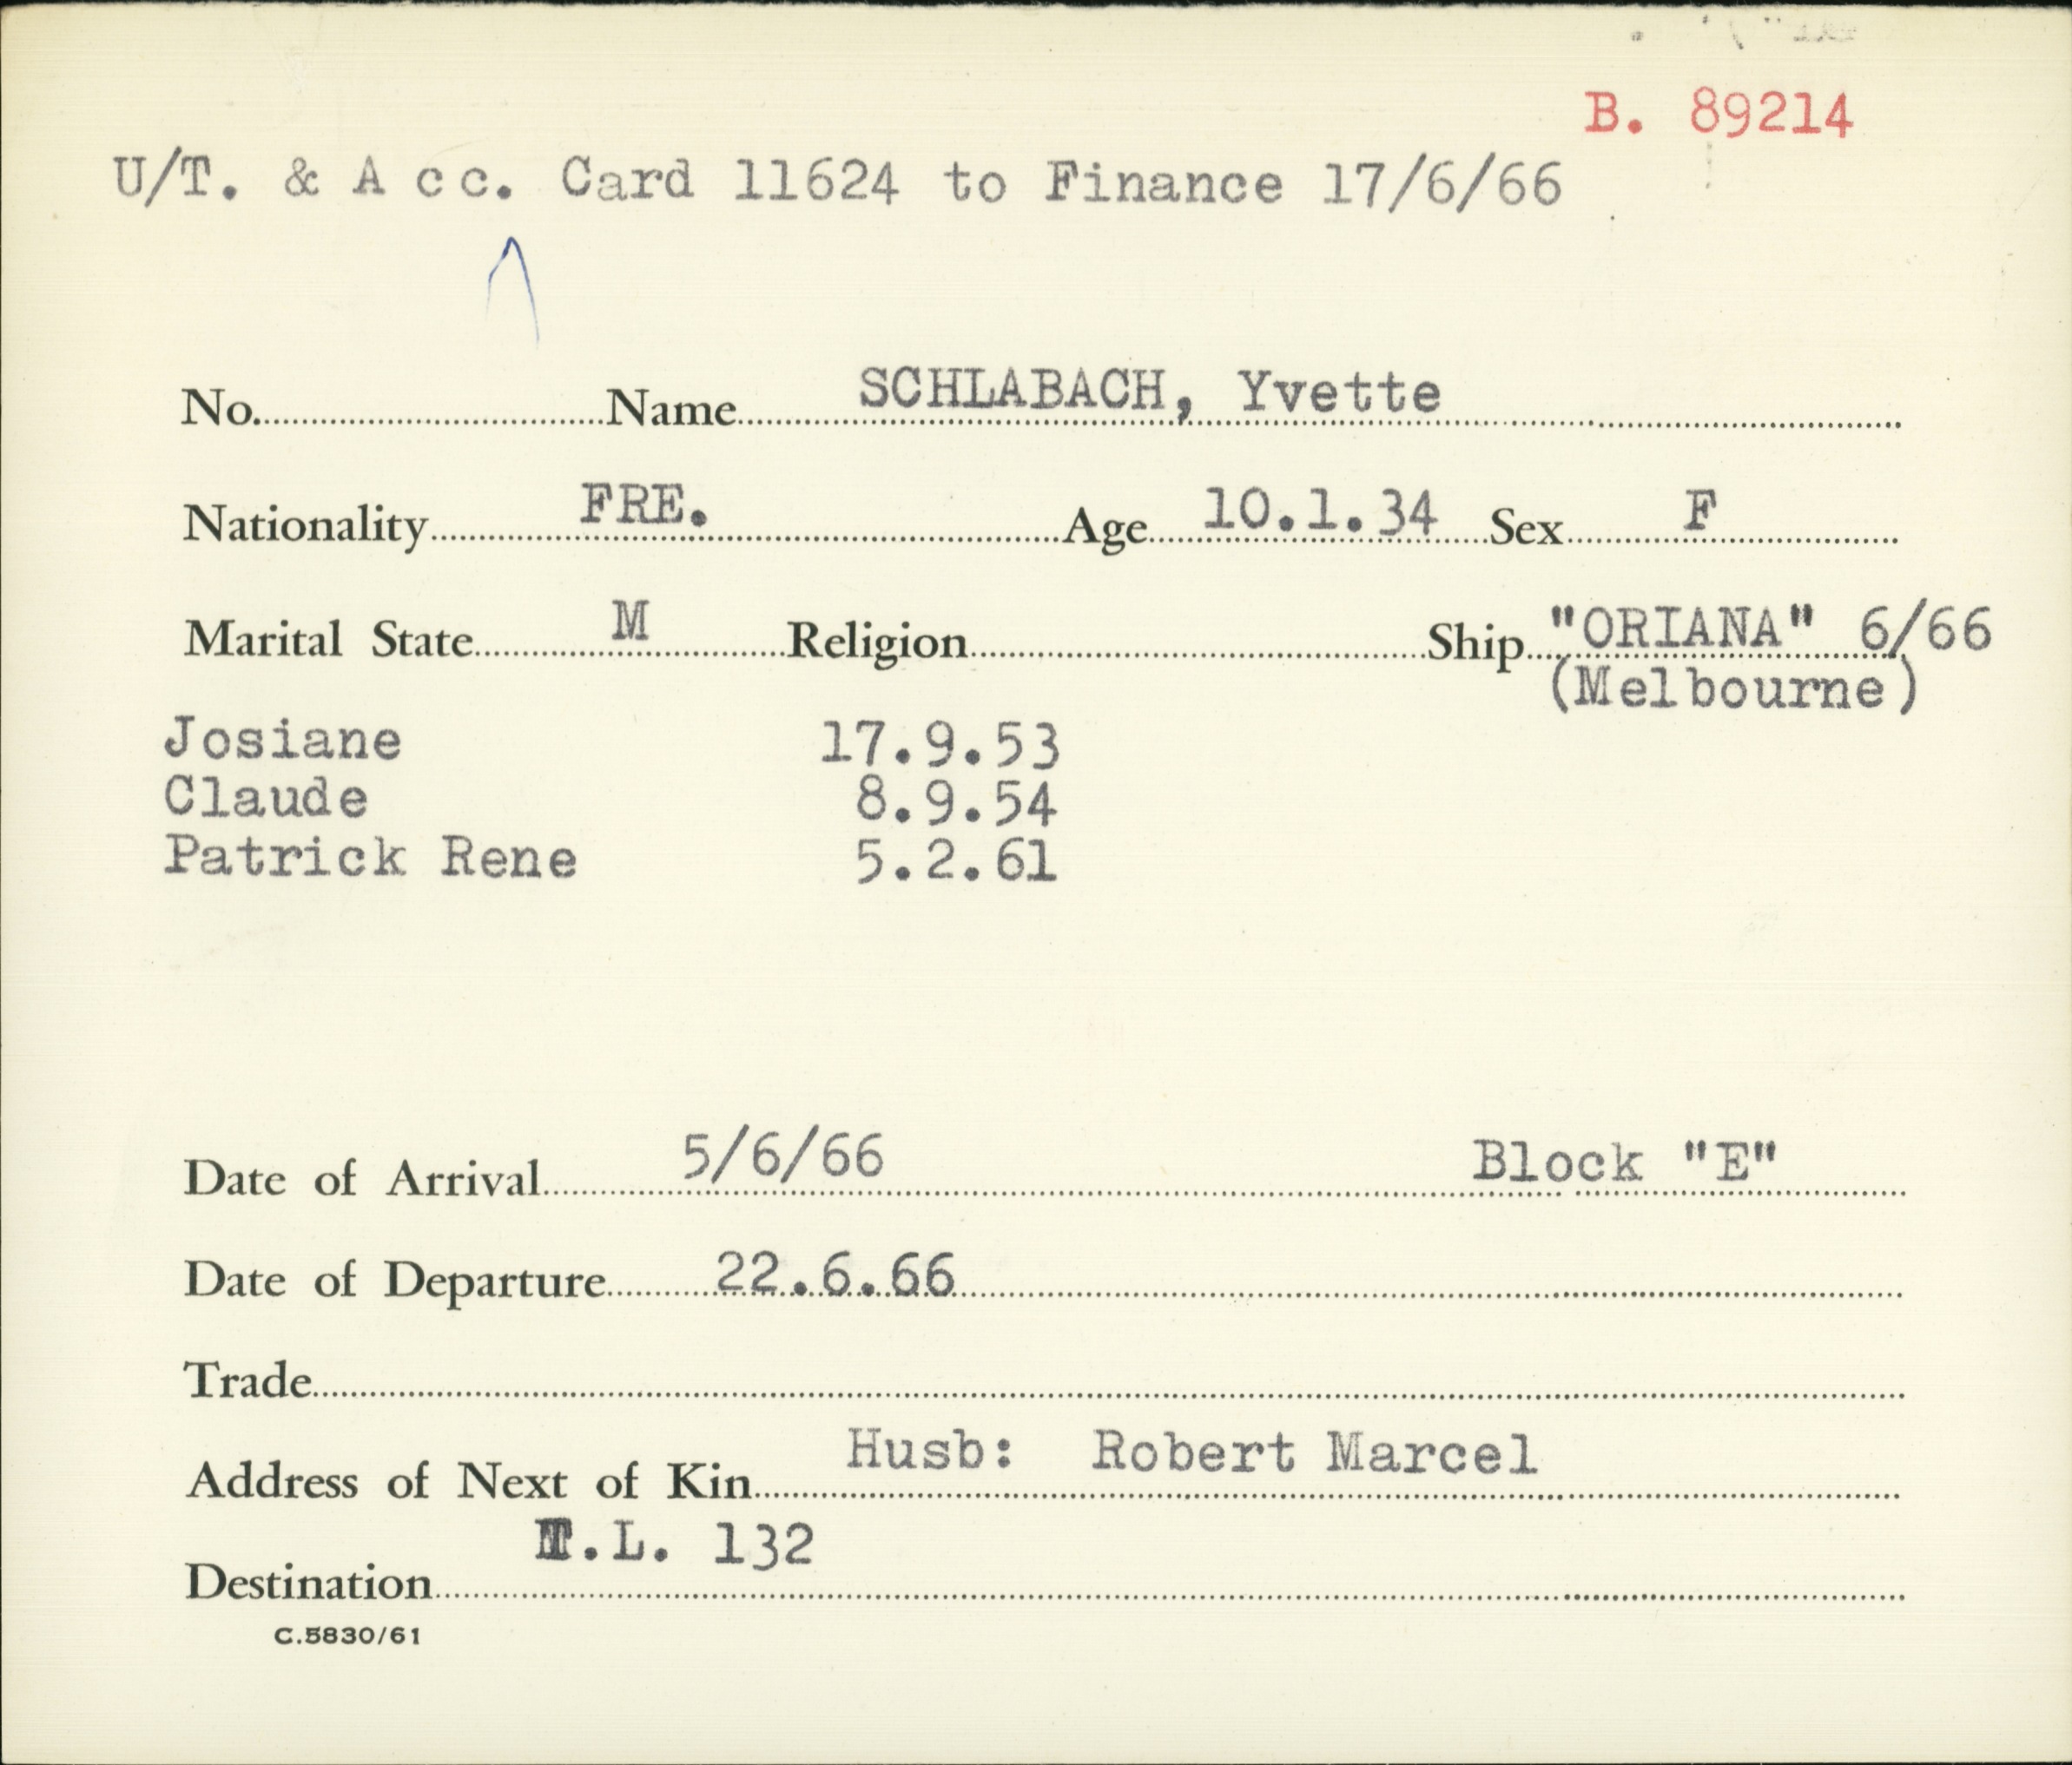 B. 89214
U/T. & A c c. Card 11624 to Finance 17/6/66
No. Name SCHLABACH, Yvette
Nationality FRE. Age 10.1.34 Sex F
Marital State M Religion Ship "ORIANA" 6/66
(Melbourne)
Josiane 17.9.53
Claude 8.9.54
Patrick Rene 5.2.61
Date of Arrival 5/6/66 Block "E"
Date of Departure 22.6.66
Trade
Address of Next of Kin Husb: Robert Marcel
T.L. 132
Destination
C.5830/61